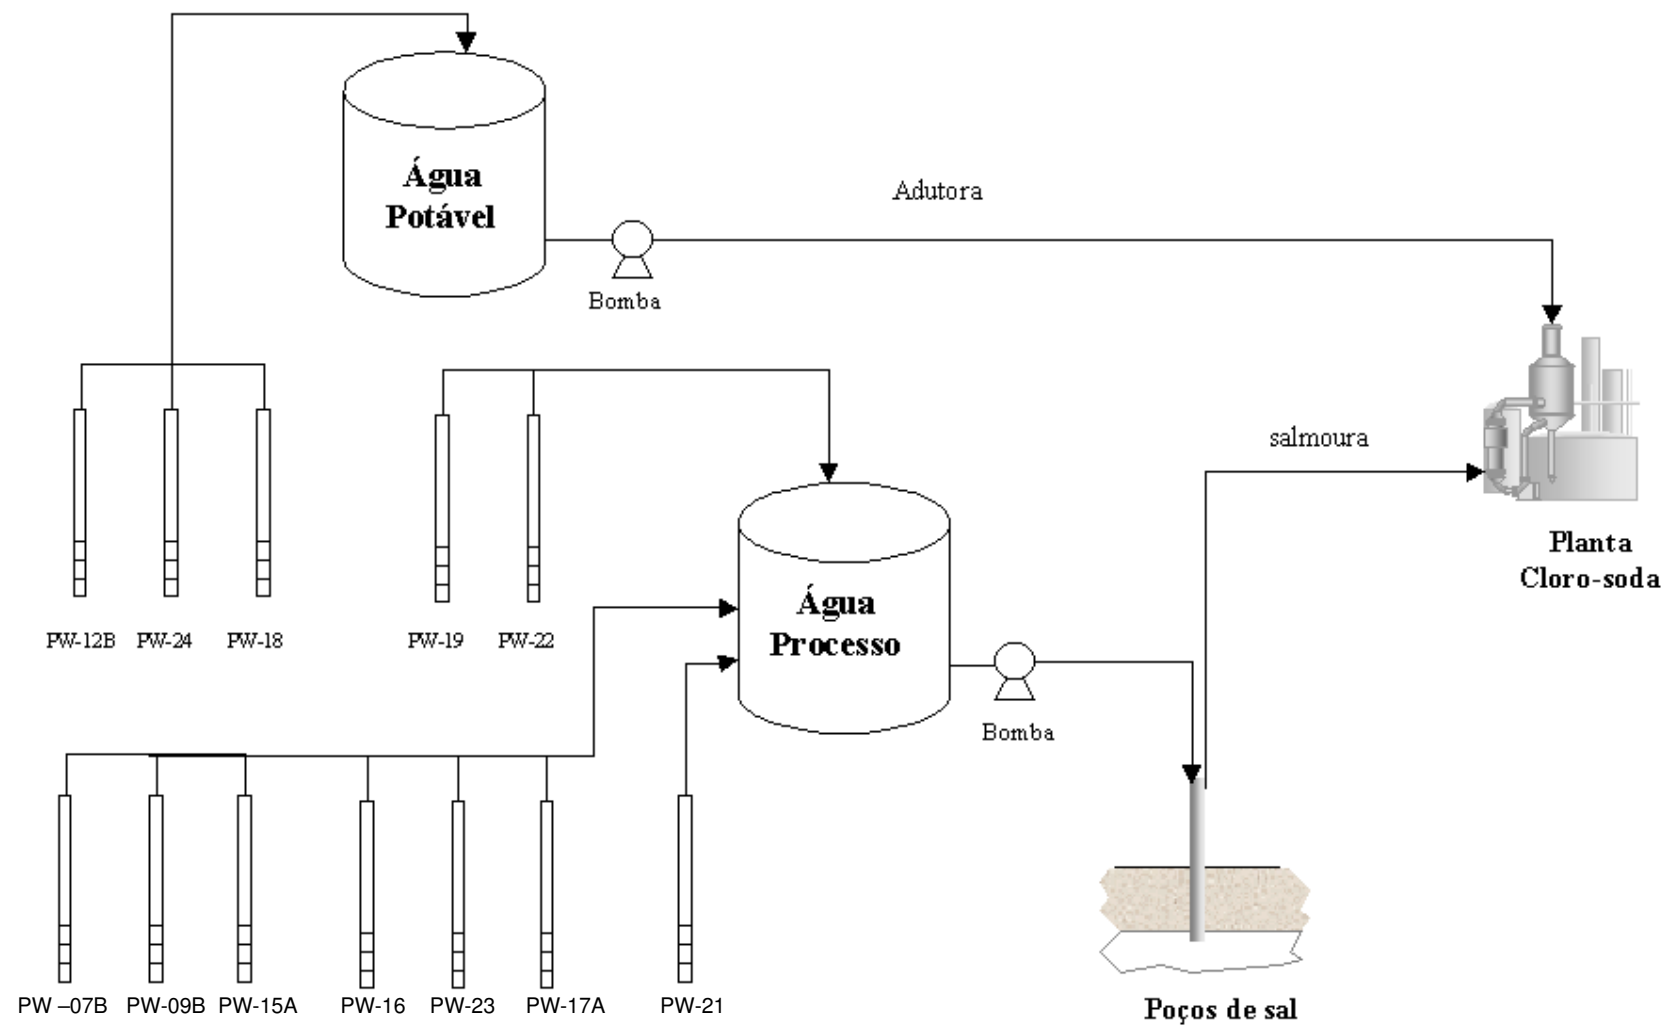 Água
Potável
Adutora
Bomba
salmoura
Planta
Cloro-soda
Água
Processo
PW-12B PW-24 PW-18 PW-19 PW-22
Bomba
PW –07B PW-09B PW-15A PW-16 PW-23 PW-17A PW-21
Poços de sal